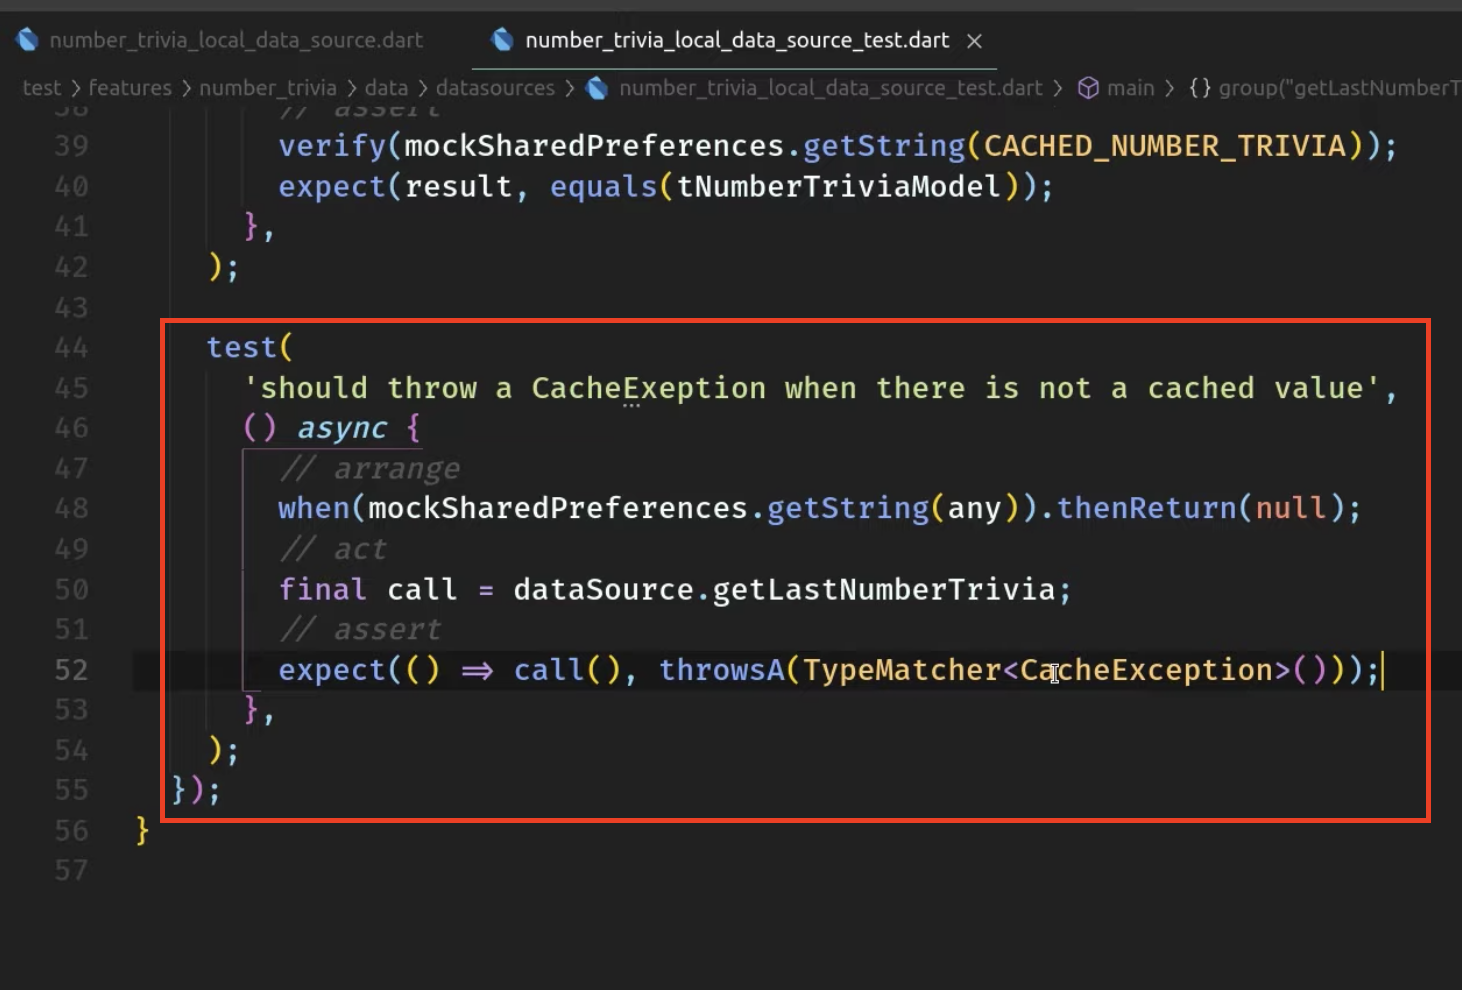 number_trivia_local_data_source.dart
number_trivia_local_data_source_test.dart
test > features > number_trivia > data > datasources > number_trivia_local_data_source_test.dart > main > {} group("getLastNumberT
38 // assert
39 verify(mockSharedPreferences.getString(CACHED_NUMBER_TRIVIA));
40 expect(result, equals(tNumberTriviaModel));
41 },
42 );
43
44 test(
45 'should throw a CacheExeption when there is not a cached value',
46 () async {
47 // arrange
48 when(mockSharedPreferences.getString(any)).thenReturn(null);
49 // act
50 final call = dataSource.getLastNumberTrivia;
51 // assert
52 expect(() => call(), throwsA(TypeMatcher<CacheException>()));
53 },
54 );
55 });
56 }
57